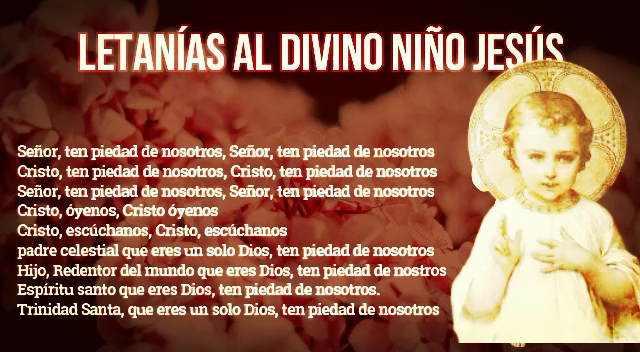 LETANÍAS AL DIVINO NIÑO JESÚS
Señor, ten piedad de nosotros, Señor, ten piedad de nosotros
Cristo, ten piedad de nosotros, Cristo, ten piedad de nosotros
Señor, ten piedad de nosotros, Señor, ten piedad de nosotros
Cristo, óyenos, Cristo óyenos
Cristo, escúchanos, Cristo, escúchanos
padre celestial que eres un solo Dios, ten piedad de nosotros
Hijo, Redentor del mundo que eres Dios, ten piedad de nostros
Espíritu santo que eres Dios, ten piedad de nosotros.
Trinidad Santa, que eres un solo Dios, ten piedad de nosotros